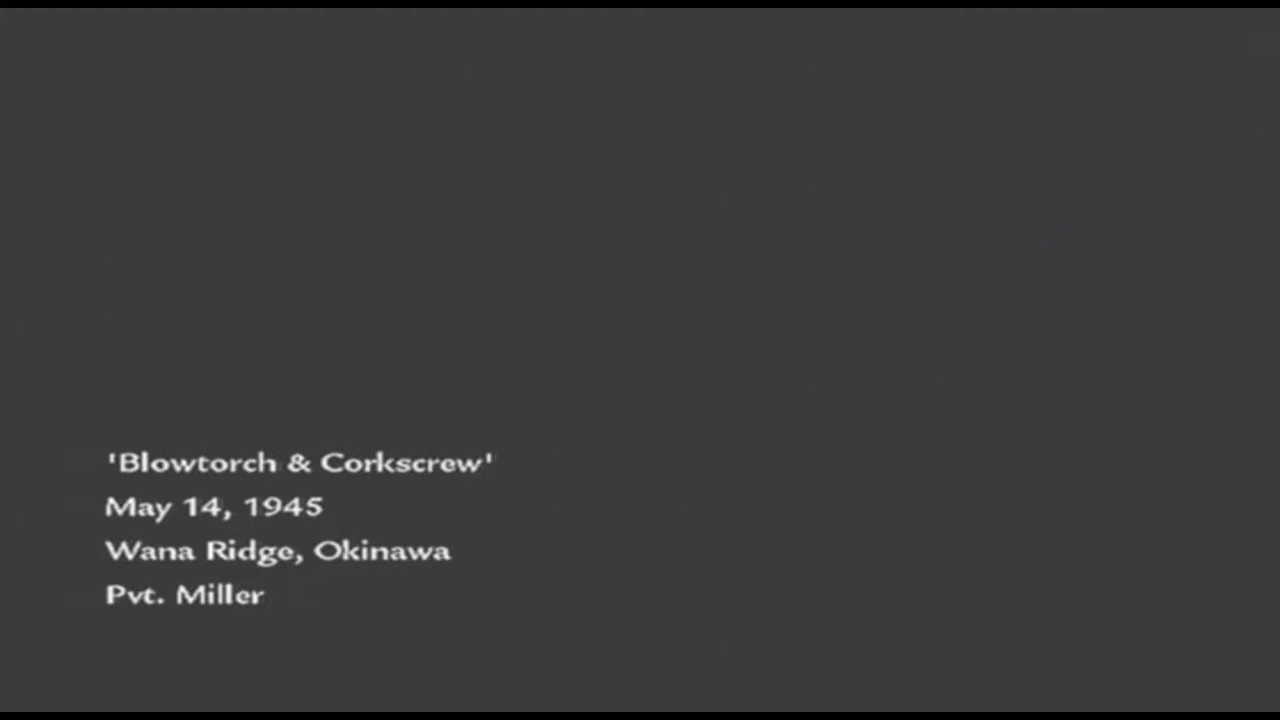 'Blowtorch & Corkscrew'
May 14, 1945
Wana Ridge, Okinawa
Pvt. Miller